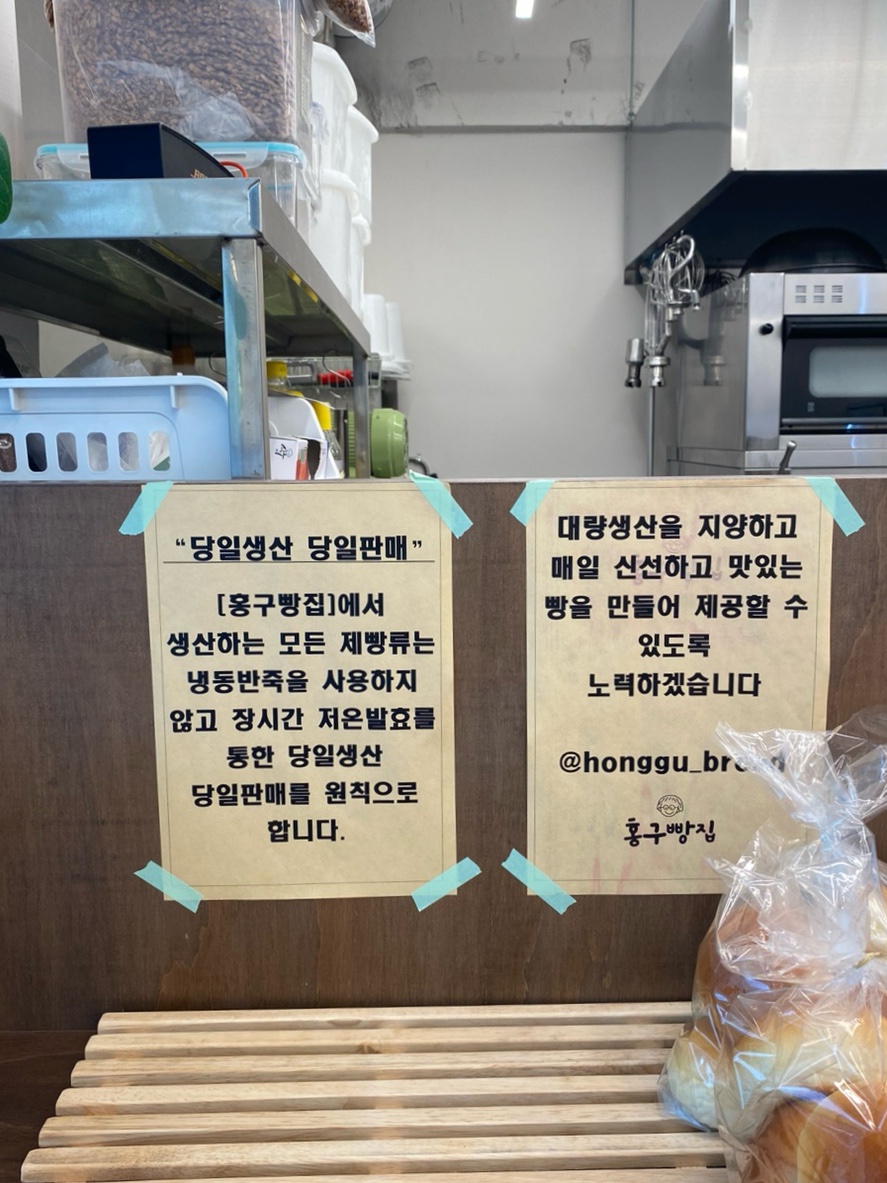 “당일생산 당일판매”
[홍구빵집]에서
생산하는 모든 제빵류는
냉동반죽을 사용하지
않고 장시간 저온발효를
통한 당일생산
당일판매를 원칙으로
합니다.
대량생산을 지양하고
매일 신선하고 맛있는
빵을 만들어 제공할 수
있도록
노력하겠습니다
홍구빵집